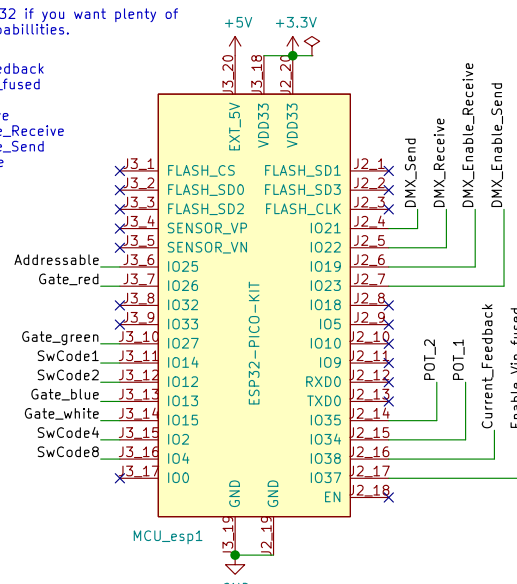 32 if you want plenty of
pabillities.
edback
_fused
e_Receive
e_Send
+5V
+3.3V
J3_20
J3_18
J2_20
EXT_5V
VDD33
VDD33
J3_1 FLASH_CS FLASH_SD1 J2_1
J3_2 FLASH_SD0 FLASH_SD3 J2_2
J3_3 FLASH_SD2 FLASH_CLK J2_3
J3_4 SENSOR_VP IO21 J2_4
J3_5 SENSOR_VN IO22 J2_5
Addressable J3_6 IO25 IO19 J2_6
Gate_red J3_7 IO26 IO23 J2_7
J3_8 IO32 IO18 J2_8
J3_9 IO33 IO5 J2_9
Gate_green J3_10 IO27 IO10 J2_10
SwCode1 J3_11 IO14 IO9 J2_11
SwCode2 J3_12 IO12 RXD0 J2_12
Gate_blue J3_13 IO13 TXD0 J2_13
Gate_white J3_14 IO15 IO35 J2_14
SwCode4 J3_15 IO2 IO34 J2_15
SwCode8 J3_16 IO4 IO38 J2_16
J3_17 IO0 IO37 J2_17
EN J2_18
ESP32-PICO-KIT
DMX_Send
DMX_Receive
DMX_Enable_Receive
DMX_Enable_Send
POT_2
POT_1
Current_Feedback
Enable_Vin_fused
GND
GND
J3_19
J2_19
MCU_esp1